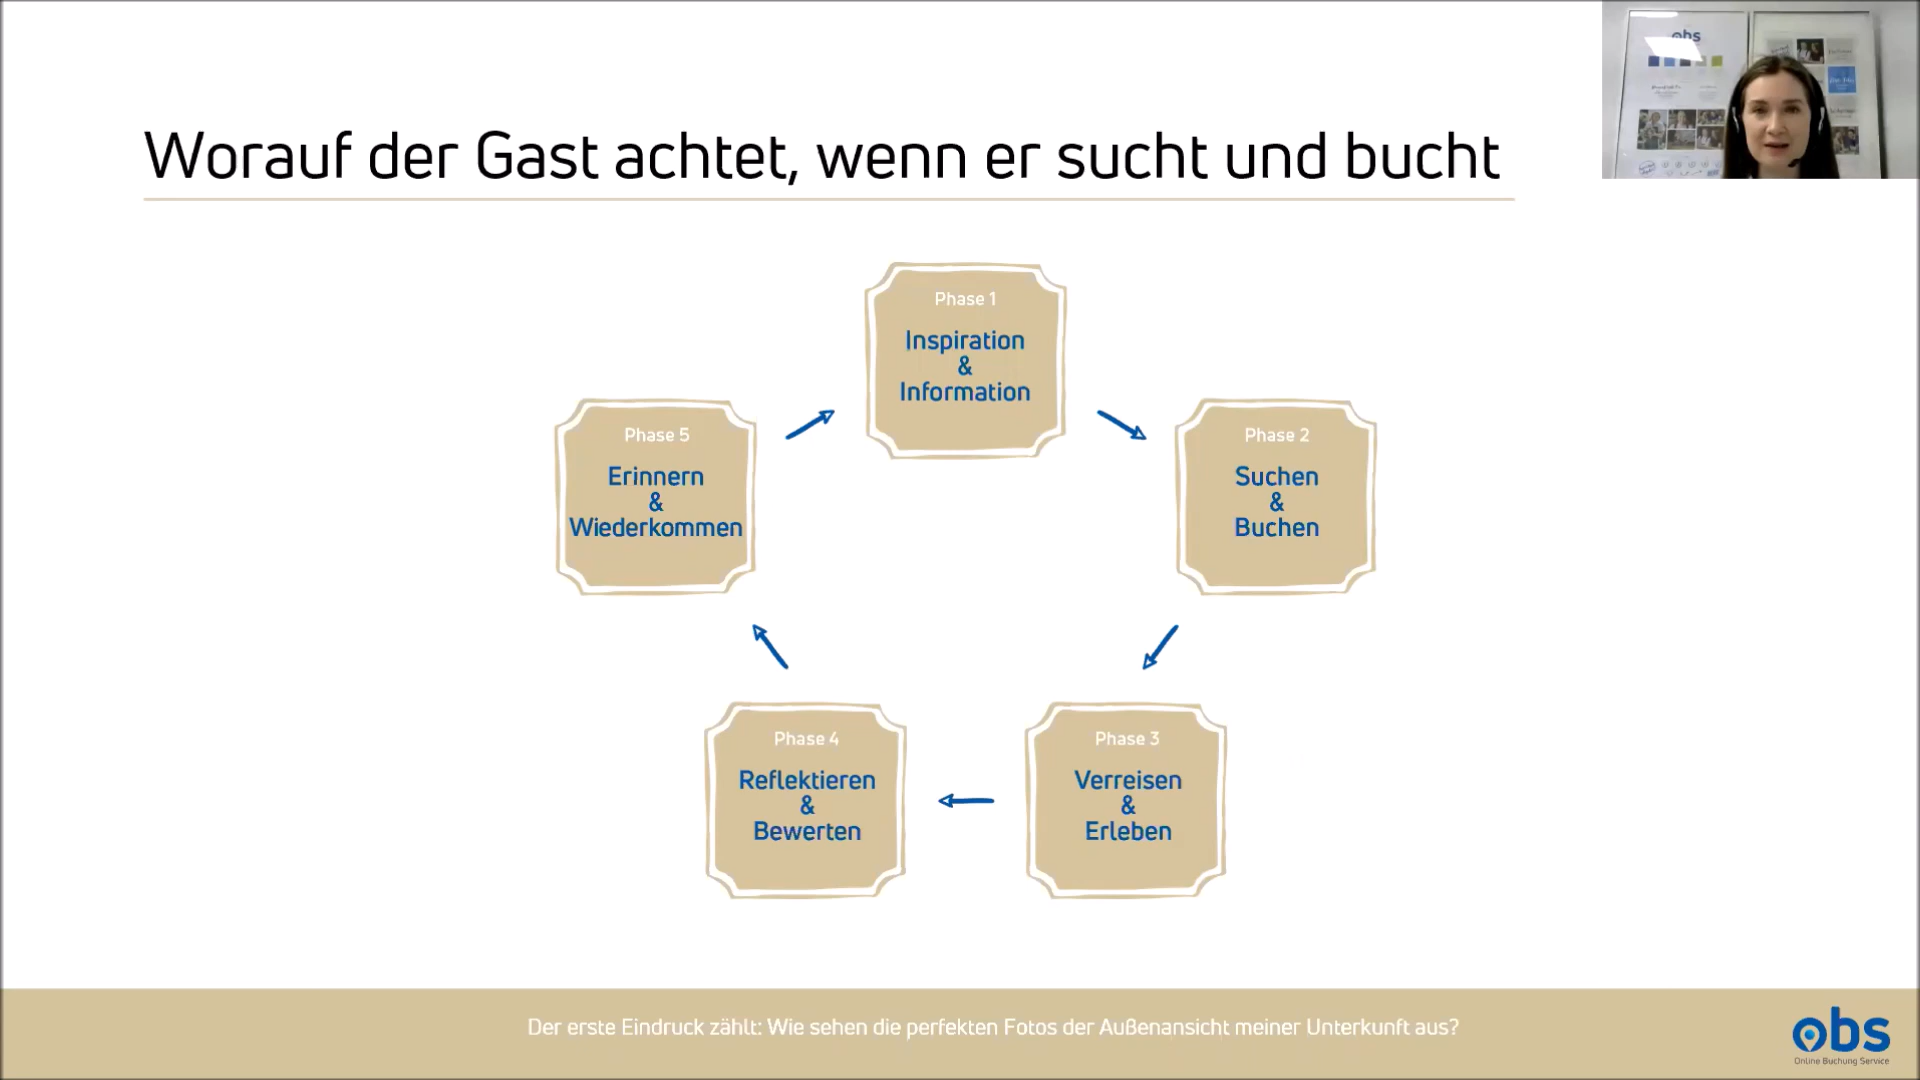 obs
Worauf der Gast achtet, wenn er sucht und bucht
Phase 1
Inspiration
&
Information
Phase 2
Suchen
&
Buchen
Phase 3
Verreisen
&
Erleben
Phase 4
Reflektieren
&
Bewerten
Phase 5
Erinnern
&
Wiederkommen
Der erste Eindruck zählt: Wie sehen die perfekten Fotos der Außenansicht meiner Unterkunft aus?
obs
Online Buchung Service